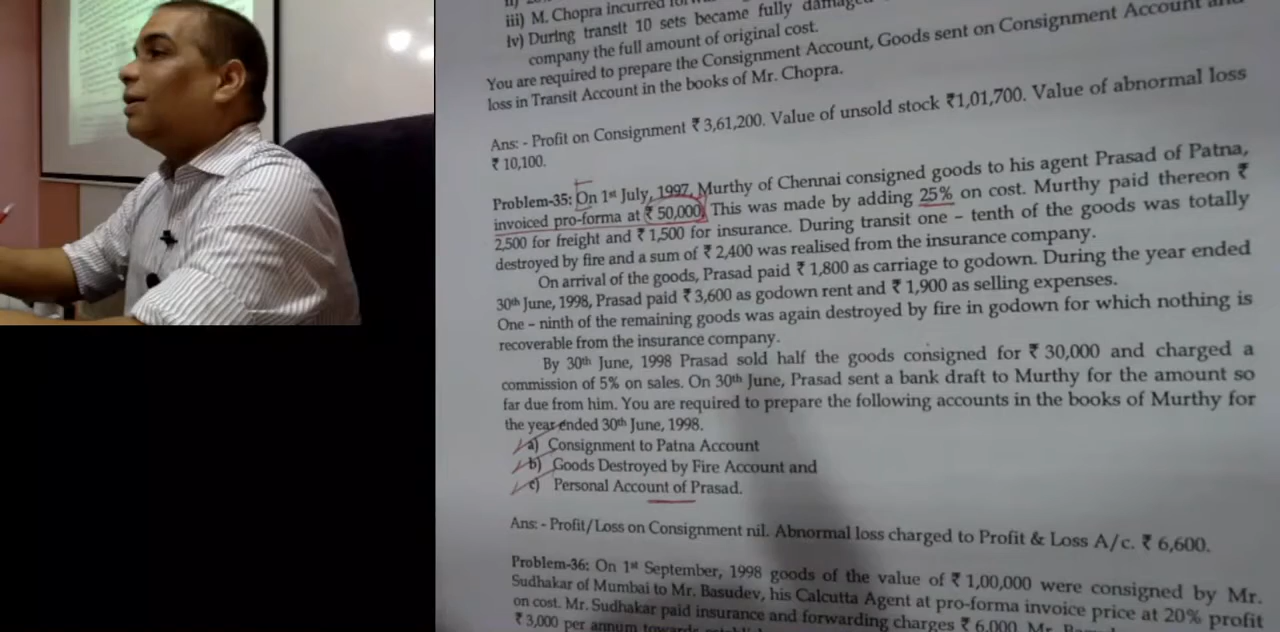 iii) M. Chopra incurred
iv) During transit 10 sets became fully damaged
company the full amount of original cost.
You are required to prepare the Consignment Account, Goods sent on Consignment Account and
loss in Transit Account in the books of Mr. Chopra.
Ans: - Profit on Consignment ₹ 3,61,200. Value of unsold stock ₹1,01,700. Value of abnormal loss
₹ 10,100.
Problem-35: On 1st July, 1997, Murthy of Chennai consigned goods to his agent Prasad of Patna,
invoiced pro-forma at ₹ 50,000. This was made by adding 25% on cost. Murthy paid thereon ₹
2,500 for freight and ₹ 1,500 for insurance. During transit one – tenth of the goods was totally
destroyed by fire and a sum of ₹ 2,400 was realised from the insurance company.
On arrival of the goods, Prasad paid ₹ 1,800 as carriage to godown. During the year ended
30th June, 1998, Prasad paid ₹ 3,600 as godown rent and ₹ 1,900 as selling expenses.
One – ninth of the remaining goods was again destroyed by fire in godown for which nothing is
recoverable from the insurance company.
By 30th June, 1998 Prasad sold half the goods consigned for ₹ 30,000 and charged a
commission of 5% on sales. On 30th June, Prasad sent a bank draft to Murthy for the amount so
far due from him. You are required to prepare the following accounts in the books of Murthy for
the year ended 30th June, 1998.
a) Consignment to Patna Account
b) Goods Destroyed by Fire Account and
c) Personal Account of Prasad.
Ans: - Profit/Loss on Consignment nil. Abnormal loss charged to Profit & Loss A/c. ₹ 6,600.
Problem-36: On 1st September, 1998 goods of the value of ₹ 1,00,000 were consigned by Mr.
Sudhakar of Mumbai to Mr. Basudev, his Calcutta Agent at pro-forma invoice price at 20% profit
on cost. Mr. Sudhakar paid insurance and forwarding charges ₹ 6,000. Mr.
₹ 3,000 per annum towards